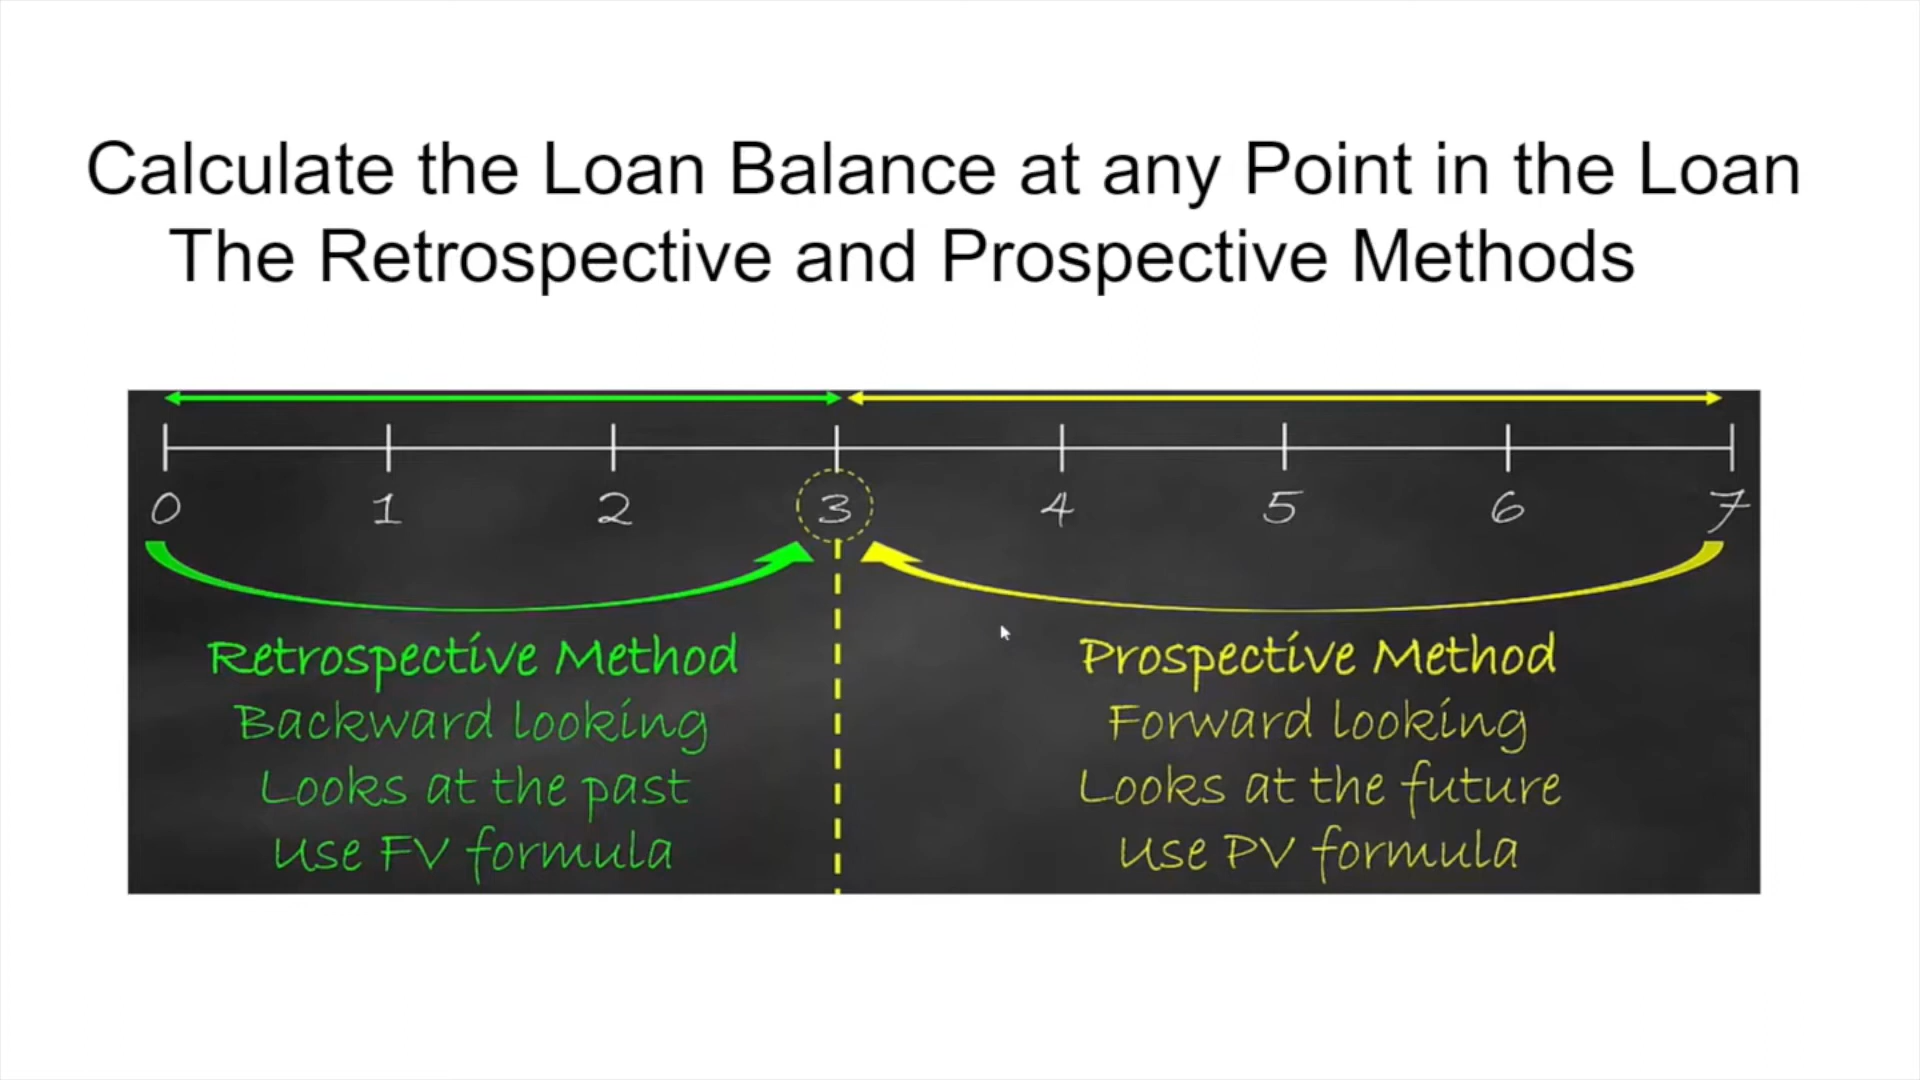 Calculate the Loan Balance at any Point in the Loan
The Retrospective and Prospective Methods
0 1 2 3 4 5 6 7
Retrospective Method
Backward looking
Looks at the past
Use FV formula
Prospective Method
Forward looking
Looks at the future
Use PV formula